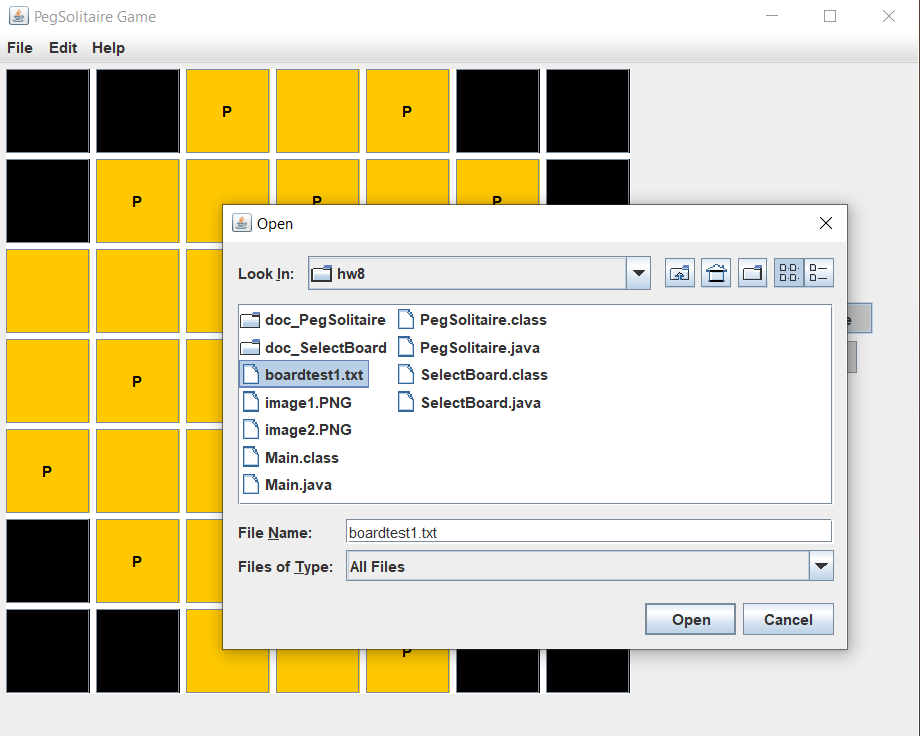 PegSolitaire Game
File Edit Help
P P
P P P
Open
Look In: hw8
doc_PegSolitaire PegSolitaire.class
doc_SelectBoard PegSolitaire.java
boardtest1.txt SelectBoard.class
image1.PNG SelectBoard.java
image2.PNG
Main.class
Main.java
P
P
File Name: boardtest1.txt
P
Files of Type: All Files
Open Cancel
P